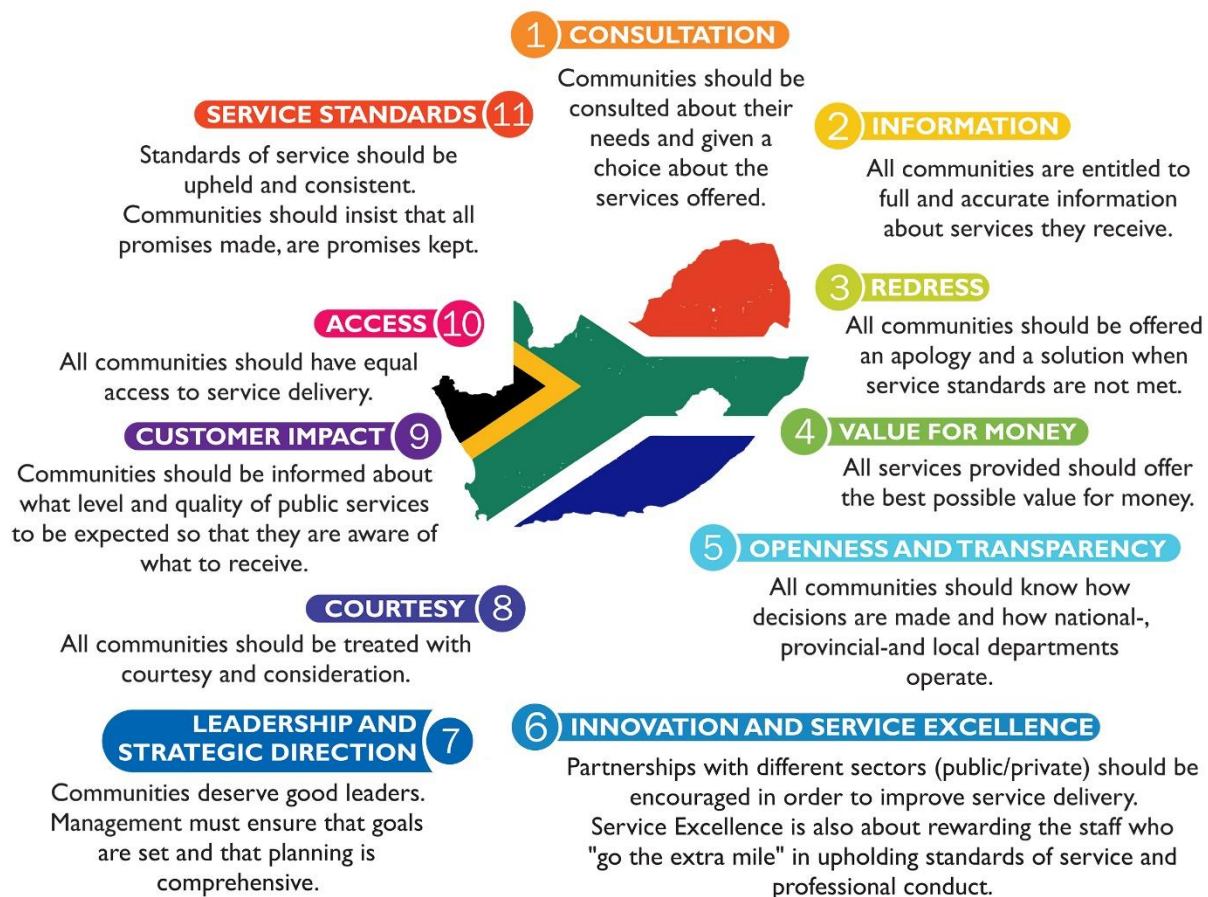 1 CONSULTATION
Communities should be
consulted about their
needs and given a
choice about the
services offered.
2 INFORMATION
All communities are entitled to
full and accurate information
about services they receive.
3 REDRESS
All communities should be offered
an apology and a solution when
service standards are not met.
4 VALUE FOR MONEY
All services provided should offer
the best possible value for money.
5 OPENNESS AND TRANSPARENCY
All communities should know how
decisions are made and how national-,
provincial-and local departments
operate.
6 INNOVATION AND SERVICE EXCELLENCE
Partnerships with different sectors (public/private) should be
encouraged in order to improve service delivery.
Service Excellence is also about rewarding the staff who
"go the extra mile" in upholding standards of service and
professional conduct.
LEADERSHIP AND
STRATEGIC DIRECTION 7
Communities deserve good leaders.
Management must ensure that goals
are set and that planning is
comprehensive.
COURTESY 8
All communities should be treated with
courtesy and consideration.
CUSTOMER IMPACT 9
Communities should be informed about
what level and quality of public services
to be expected so that they are aware of
what to receive.
ACCESS 10
All communities should have equal
access to service delivery.
SERVICE STANDARDS 11
Standards of service should be
upheld and consistent.
Communities should insist that all
promises made, are promises kept.